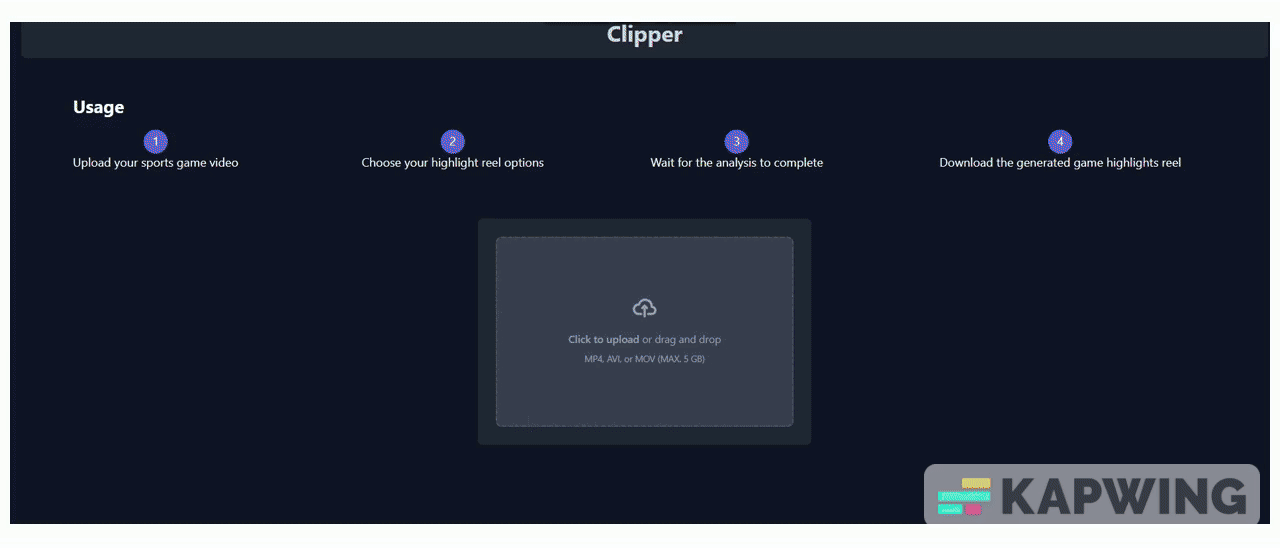 Clipper
Usage
1
Upload your sports game video
2
Choose your highlight reel options
3
Wait for the analysis to complete
4
Download the generated game highlights reel
Click to upload or drag and drop
MP4, AVI, or MOV (MAX. 5 GB)
KAPWING